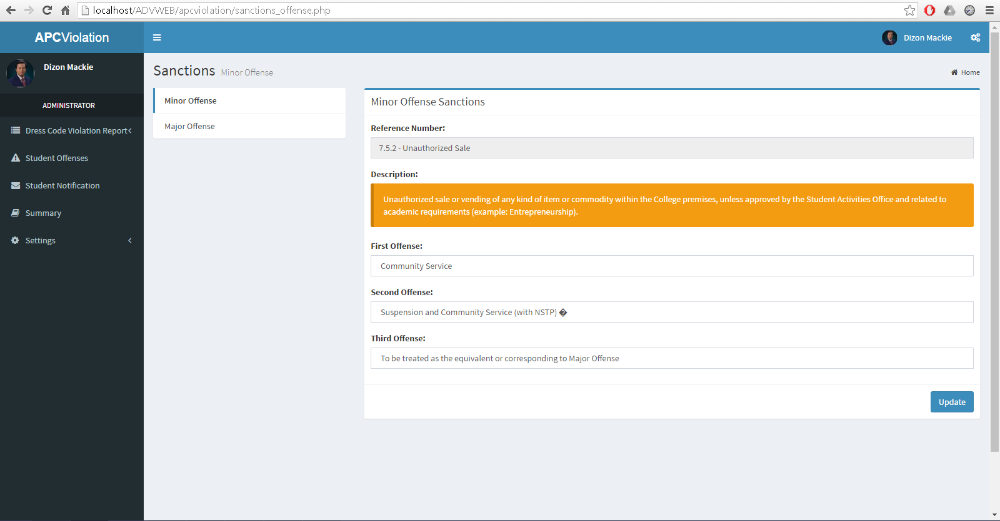 localhost/ADVWEB/apcviolation/sanctions_offense.php
APCViolation
Dizon Mackie
Dizon Mackie
ADMINISTRATOR
Dress Code Violation Report
Student Offenses
Student Notification
Summary
Settings
Sanctions Minor Offense
Home
Minor Offense
Major Offense
Minor Offense Sanctions
Reference Number:
7.5.2 - Unauthorized Sale
Description:
Unauthorized sale or vending of any kind of item or commodity within the College premises, unless approved by the Student Activities Office and related to
academic requirements (example: Entrepreneurship).
First Offense:
Community Service
Second Offense:
Suspension and Community Service (with NSTP) �
Third Offense:
To be treated as the equivalent or corresponding to Major Offense
Update